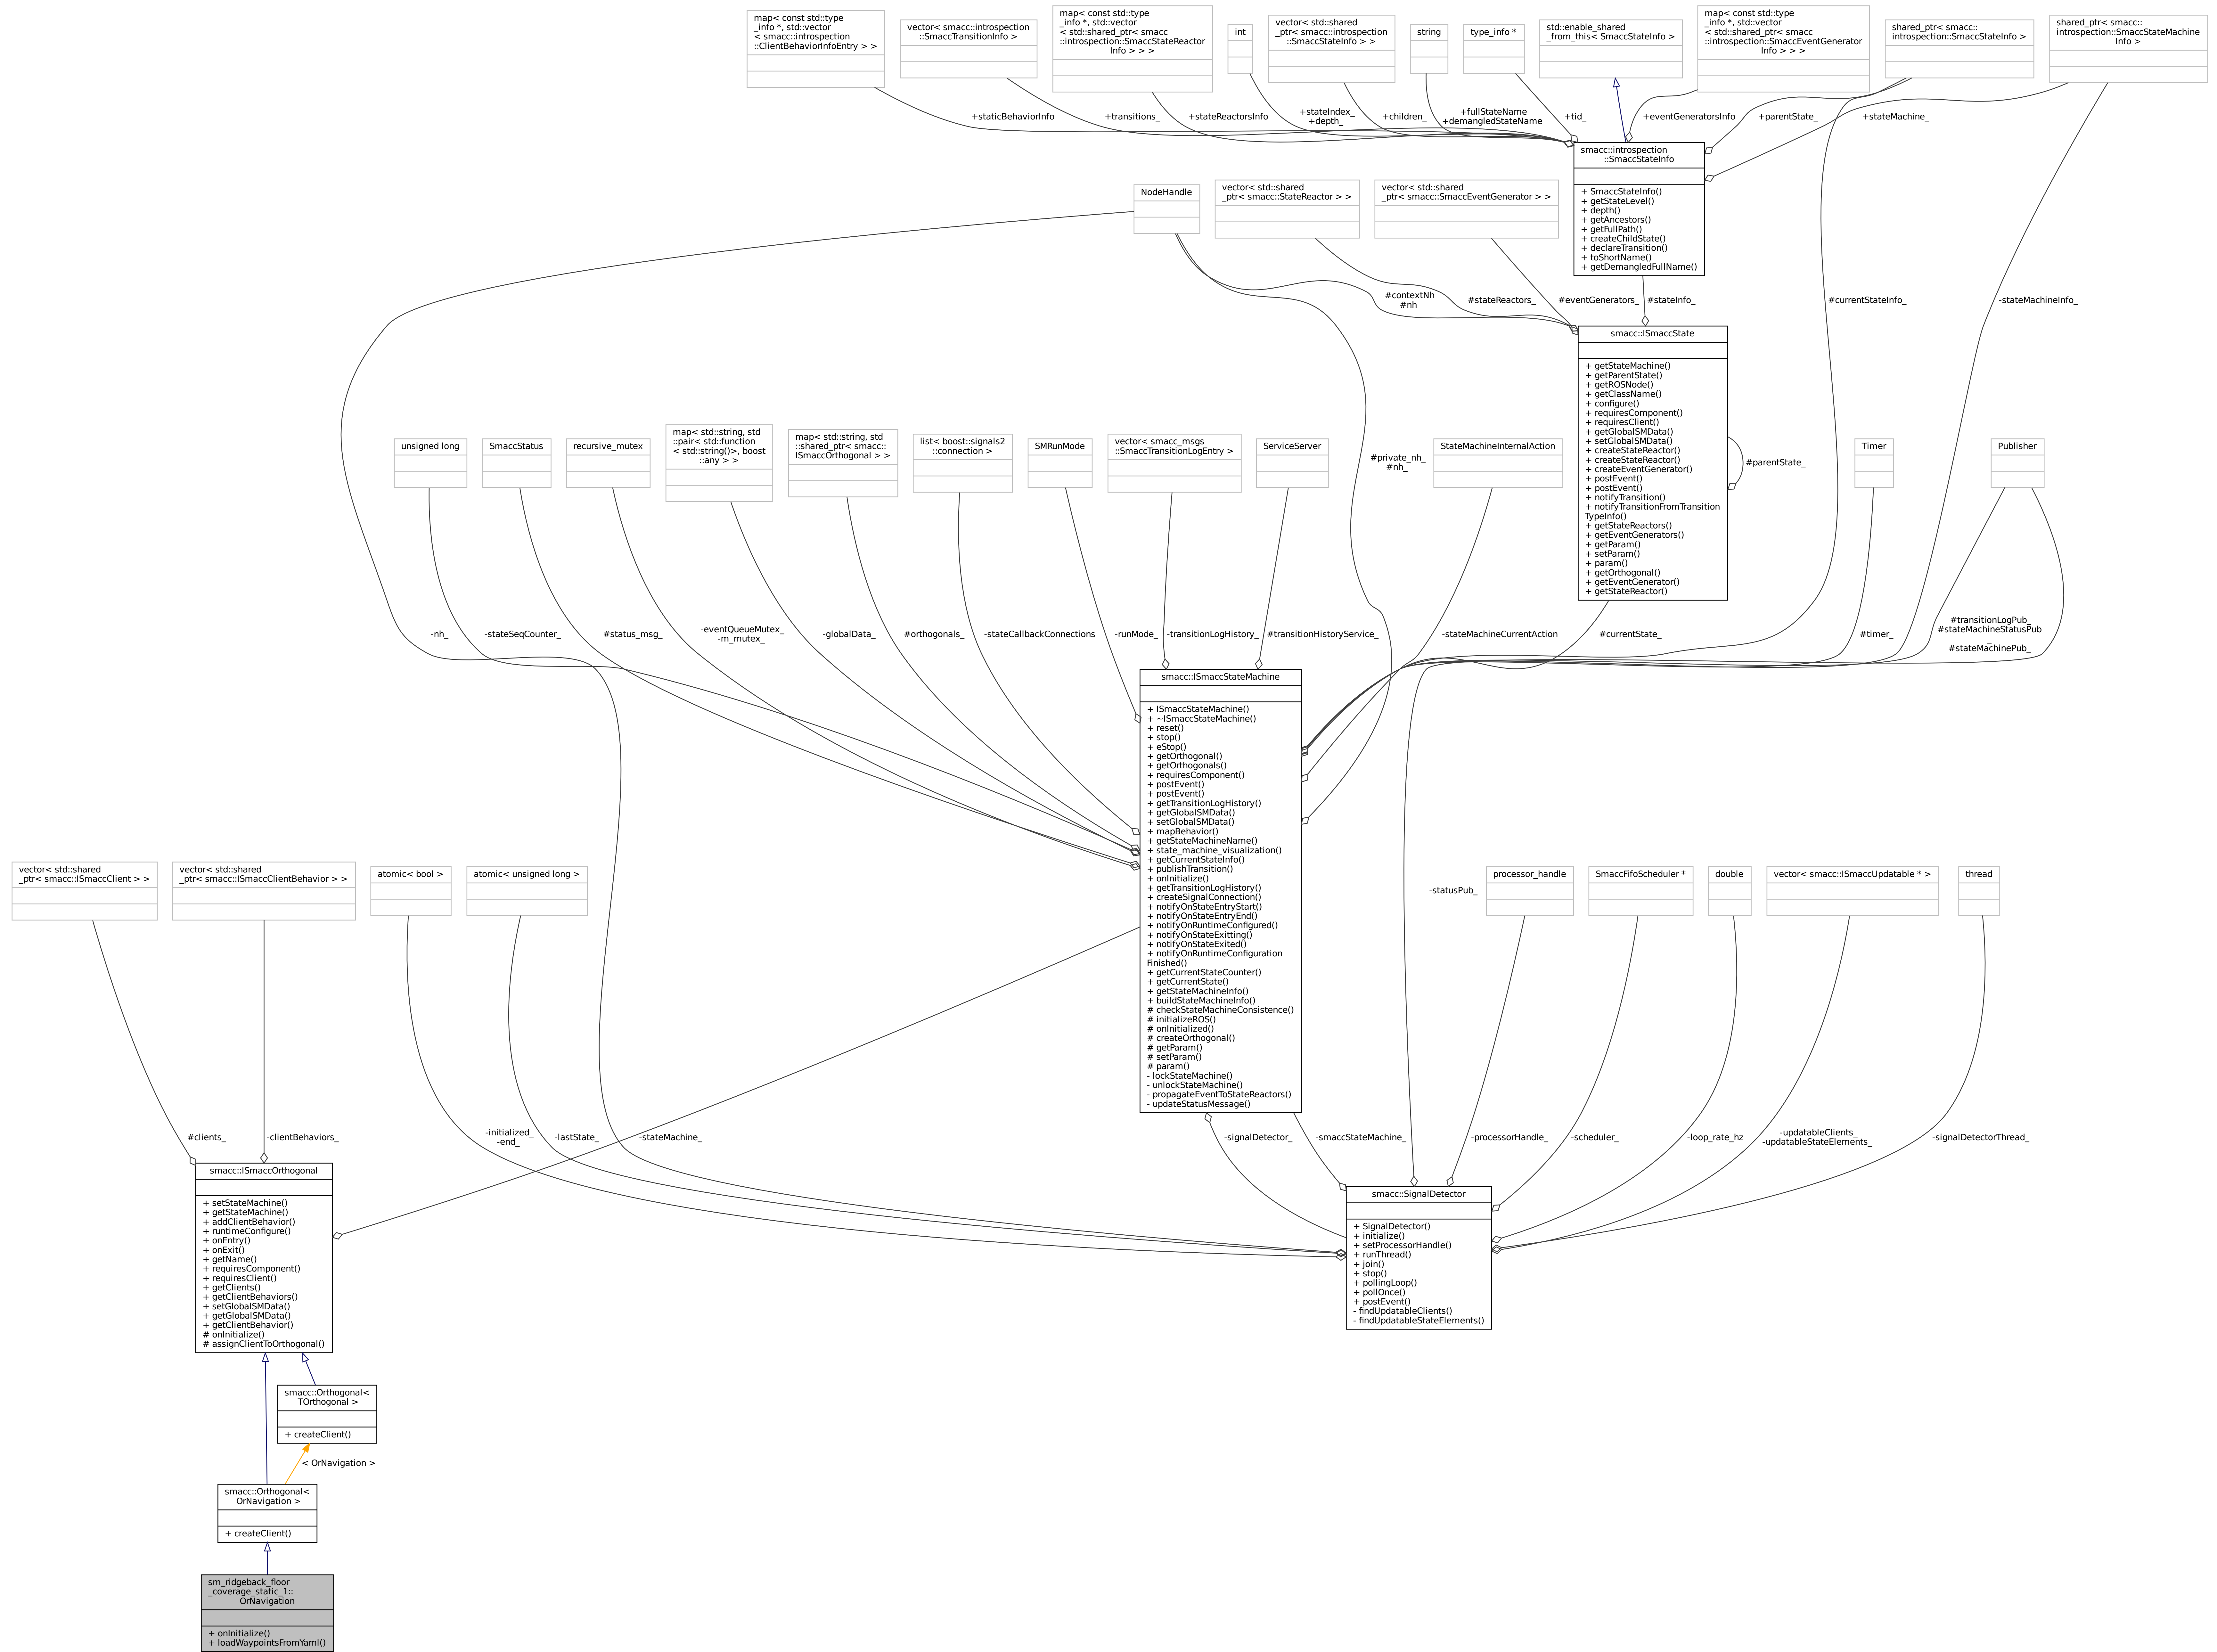 map< const std::type
_info *, std::vector
< smacc::introspection
::ClientBehaviorInfoEntry > >
vector< smacc::introspection
::SmaccTransitionInfo >
map< const std::type
_info *, std::vector
< std::shared_ptr< smacc
::introspection::SmaccStateReactor
Info > > >
int
vector< std::shared
_ptr< smacc::introspection
::SmaccStateInfo > >
string
type_info *
std::enable_shared
_from_this< SmaccStateInfo >
map< const std::type
_info *, std::vector
< std::shared_ptr< smacc
::introspection::SmaccEventGenerator
Info > > >
shared_ptr< smacc::
introspection::SmaccStateInfo >
shared_ptr< smacc::
introspection::SmaccStateMachine
Info >
+staticBehaviorInfo
+transitions_
+stateReactorsInfo
+stateIndex_
+depth_
+children_
+fullStateName
+demangledStateName
+tid_
+eventGeneratorsInfo
+parentState_
+stateMachine_
smacc::introspection
::SmaccStateInfo
+ SmaccStateInfo()
+ getStateLevel()
+ depth()
+ getAncestors()
+ getFullPath()
+ createChildState()
+ declareTransition()
+ toShortName()
+ getDemangledFullName()
NodeHandle
vector< std::shared
_ptr< smacc::StateReactor > >
vector< std::shared
_ptr< smacc::SmaccEventGenerator > >
#contextNh
#nh
#stateReactors_
#eventGenerators_
#stateInfo_
#currentStateInfo_
-stateMachineInfo_
smacc::ISmaccState
+ getStateMachine()
+ getParentState()
+ getROSNode()
+ getClassName()
+ configure()
+ requiresComponent()
+ requiresClient()
+ getGlobalSMData()
+ setGlobalSMData()
+ createStateReactor()
+ createStateReactor()
+ createEventGenerator()
+ postEvent()
+ postEvent()
+ notifyTransition()
+ notifyTransitionFromTransition
TypeInfo()
+ getStateReactors()
+ getEventGenerators()
+ getParam()
+ setParam()
+ param()
+ getOrthogonal()
+ getEventGenerator()
+ getStateReactor()
#parentState_
unsigned long
SmaccStatus
recursive_mutex
map< std::string, std
::pair< std::function
< std::string()>, boost
::any > >
map< std::string, std
::shared_ptr< smacc::
ISmaccOrthogonal > >
list< boost::signals2
::connection >
SMRunMode
vector< smacc_msgs
::SmaccTransitionLogEntry >
ServiceServer
#private_nh_
#nh_
StateMachineInternalAction
Timer
Publisher
-nh_
-stateSeqCounter_
#status_msg_
-eventQueueMutex_
-m_mutex_
-globalData_
#orthogonals_
-stateCallbackConnections
-runMode_
-transitionLogHistory_
#transitionHistoryService_
-stateMachineCurrentAction
#currentState_
#timer_
#transitionLogPub_
#stateMachineStatusPub
_
#stateMachinePub_
smacc::ISmaccStateMachine
+ ISmaccStateMachine()
+ ~ISmaccStateMachine()
+ reset()
+ stop()
+ eStop()
+ getOrthogonal()
+ getOrthogonals()
+ requiresComponent()
+ postEvent()
+ postEvent()
+ getTransitionLogHistory()
+ getGlobalSMData()
+ setGlobalSMData()
+ mapBehavior()
+ getStateMachineName()
+ state_machine_visualization()
+ getCurrentStateInfo()
+ publishTransition()
+ onInitialize()
+ getTransitionLogHistory()
+ createSignalConnection()
+ notifyOnStateEntryStart()
+ notifyOnStateEntryEnd()
+ notifyOnRuntimeConfigured()
+ notifyOnStateExitting()
+ notifyOnStateExited()
+ notifyOnRuntimeConfiguration
Finished()
+ getCurrentStateCounter()
+ getCurrentState()
+ getStateMachineInfo()
+ buildStateMachineInfo()
# checkStateMachineConsistence()
# initializeROS()
# onInitialized()
# createOrthogonal()
# getParam()
# setParam()
# param()
- lockStateMachine()
- unlockStateMachine()
- propagateEventToStateReactors()
- updateStatusMessage()
vector< std::shared
_ptr< smacc::ISmaccClient > >
vector< std::shared
_ptr< smacc::ISmaccClientBehavior > >
atomic< bool >
atomic< unsigned long >
-statusPub_
processor_handle
SmaccFifoScheduler *
double
vector< smacc::ISmaccUpdatable * >
thread
#clients_
-clientBehaviors_
-initialized_
-end_
-lastState_
-stateMachine_
-signalDetector_
-smaccStateMachine_
-processorHandle_
-scheduler_
-loop_rate_hz
-updatableClients_
-updatableStateElements_
-signalDetectorThread_
smacc::ISmaccOrthogonal
+ setStateMachine()
+ getStateMachine()
+ addClientBehavior()
+ runtimeConfigure()
+ onEntry()
+ onExit()
+ getName()
+ requiresComponent()
+ requiresClient()
+ getClients()
+ getClientBehaviors()
+ setGlobalSMData()
+ getGlobalSMData()
+ getClientBehavior()
# onInitialize()
# assignClientToOrthogonal()
smacc::SignalDetector
+ SignalDetector()
+ initialize()
+ setProcessorHandle()
+ runThread()
+ join()
+ stop()
+ pollingLoop()
+ pollOnce()
+ postEvent()
- findUpdatableClients()
- findUpdatableStateElements()
smacc::Orthogonal<
TOrthogonal >
+ createClient()
< OrNavigation >
smacc::Orthogonal<
OrNavigation >
+ createClient()
sm_ridgeback_floor
_coverage_static_1::
OrNavigation
+ onInitialize()
+ loadWaypointsFromYaml()